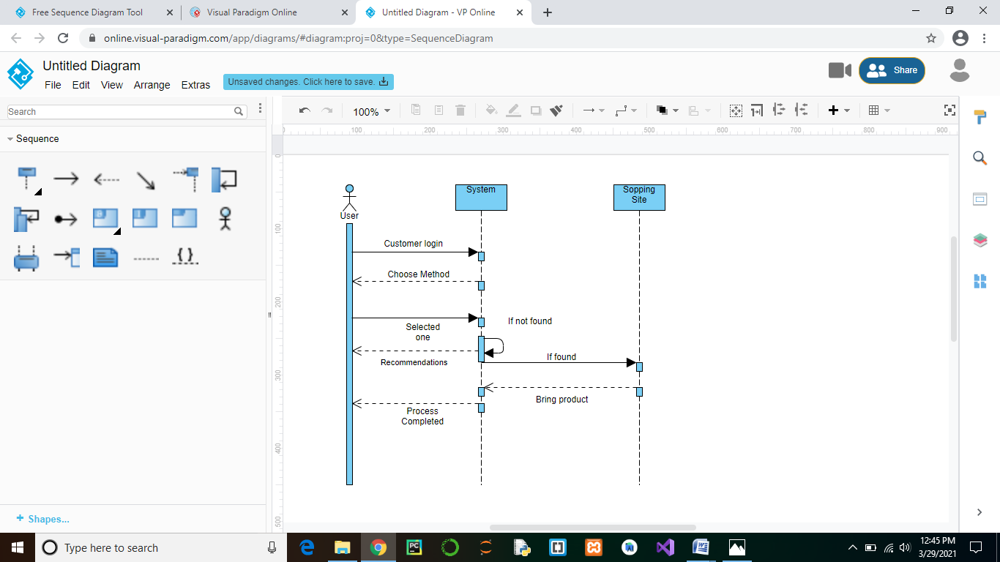 Free Sequence Diagram Tool
Visual Paradigm Online
Untitled Diagram - VP Online
online.visual-paradigm.com/app/diagrams/#diagram:proj=0&type=SequenceDiagram
Untitled Diagram
File Edit View Arrange Extras
Unsaved changes. Click here to save.
Share
Search
100%
Sequence
100 200 300 400 500 600 700 800 900
0
100
200
300
400
500
User
System
Sopping
Site
Customer login
Choose Method
If not found
Selected
one
If found
Recommendations
Bring product
Process
Completed
+ Shapes...
Type here to search
PC
12:45 PM
3/29/2021